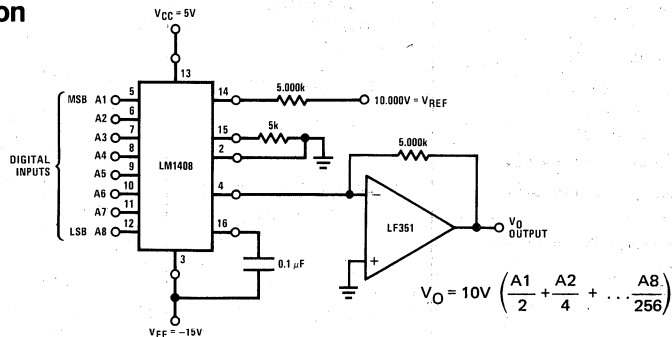 on
VCC = 5V
13
MSB A1 5
A2 6
A3 7
A4 8
A5 9
A6 10
A7 11
LSB A8 12
DIGITAL
INPUTS
LM1408
14
5.000k
10.000V = VREF
15
5k
2
4
16
0.1 μF
3
VEE = –15V
5.000k
–
LF351
+
VO
OUTPUT
VO = 10V (A1/2 + A2/4 + ... A8/256)